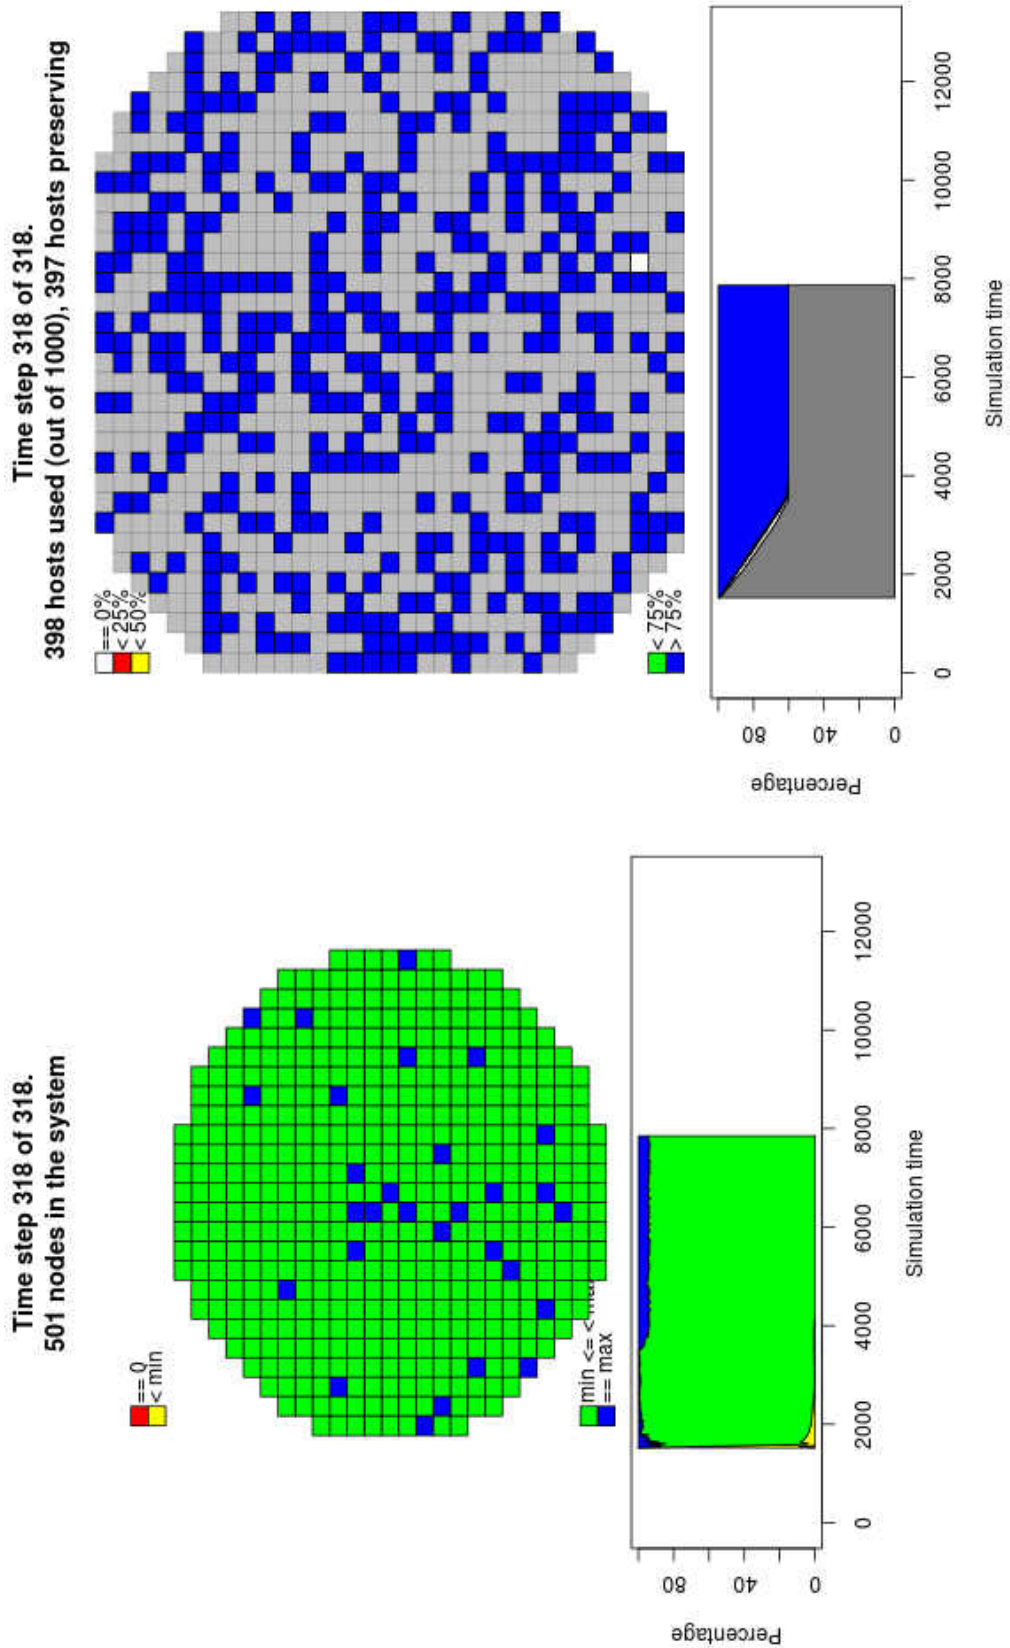 Time step 318 of 318.
501 nodes in the system
== 0
< min
min <= < 
== max
80
40
0
Percentage
0
2000
4000
6000
8000
10000
12000
Simulation time
Time step 318 of 318.
398 hosts used (out of 1000), 397 hosts preserving
== 0%
< 25%
< 50%
< 75%
> 75%
80
40
0
Percentage
0
2000
4000
6000
8000
10000
12000
Simulation time